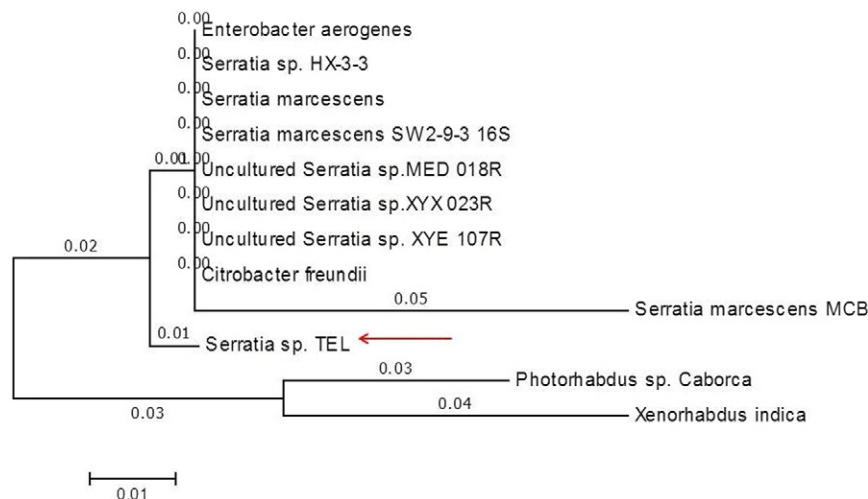 0.00
Enterobacter aerogenes
0.00
Serratia sp. HX-3-3
0.00
Serratia marcescens
0.00
Serratia marcescens SW2-9-3 16S
0.01
0.00
Uncultured Serratia sp.MED 018R
0.00
Uncultured Serratia sp.XYX 023R
0.00
Uncultured Serratia sp. XYE 107R
0.02
0.00
Citrobacter freundii
0.05
Serratia marcescens MCB
0.01
Serratia sp. TEL
0.03
Photorhabdus sp. Caborca
0.03
0.04
Xenorhabdus indica
0.01